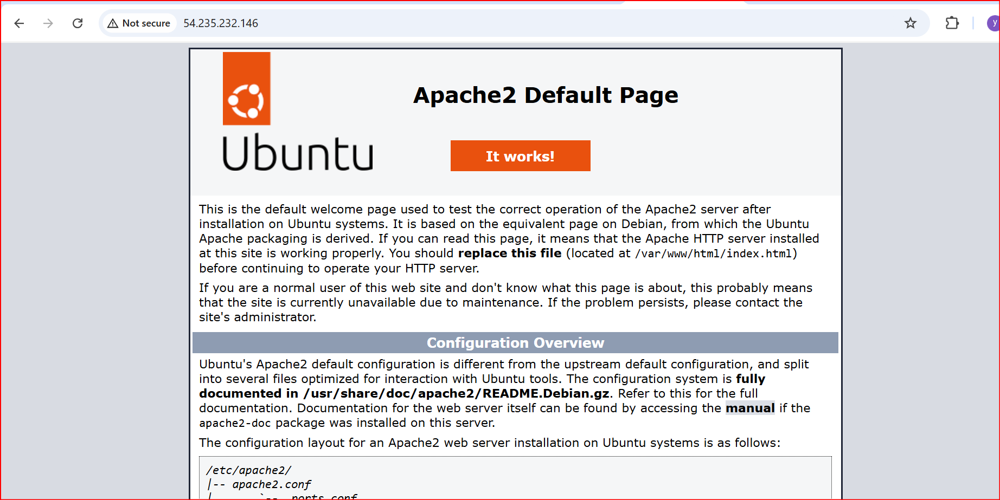 Not secure 54.235.232.146
y
Apache2 Default Page
Ubuntu
It works!
This is the default welcome page used to test the correct operation of the Apache2 server after
installation on Ubuntu systems. It is based on the equivalent page on Debian, from which the Ubuntu
Apache packaging is derived. If you can read this page, it means that the Apache HTTP server installed
at this site is working properly. You should replace this file (located at /var/www/html/index.html)
before continuing to operate your HTTP server.
If you are a normal user of this web site and don't know what this page is about, this probably means
that the site is currently unavailable due to maintenance. If the problem persists, please contact the
site's administrator.
Configuration Overview
Ubuntu's Apache2 default configuration is different from the upstream default configuration, and split
into several files optimized for interaction with Ubuntu tools. The configuration system is fully
documented in /usr/share/doc/apache2/README.Debian.gz. Refer to this for the full
documentation. Documentation for the web server itself can be found by accessing the manual if the
apache2-doc package was installed on this server.
The configuration layout for an Apache2 web server installation on Ubuntu systems is as follows:
/etc/apache2/
|-- apache2.conf
|       `--  ports.conf